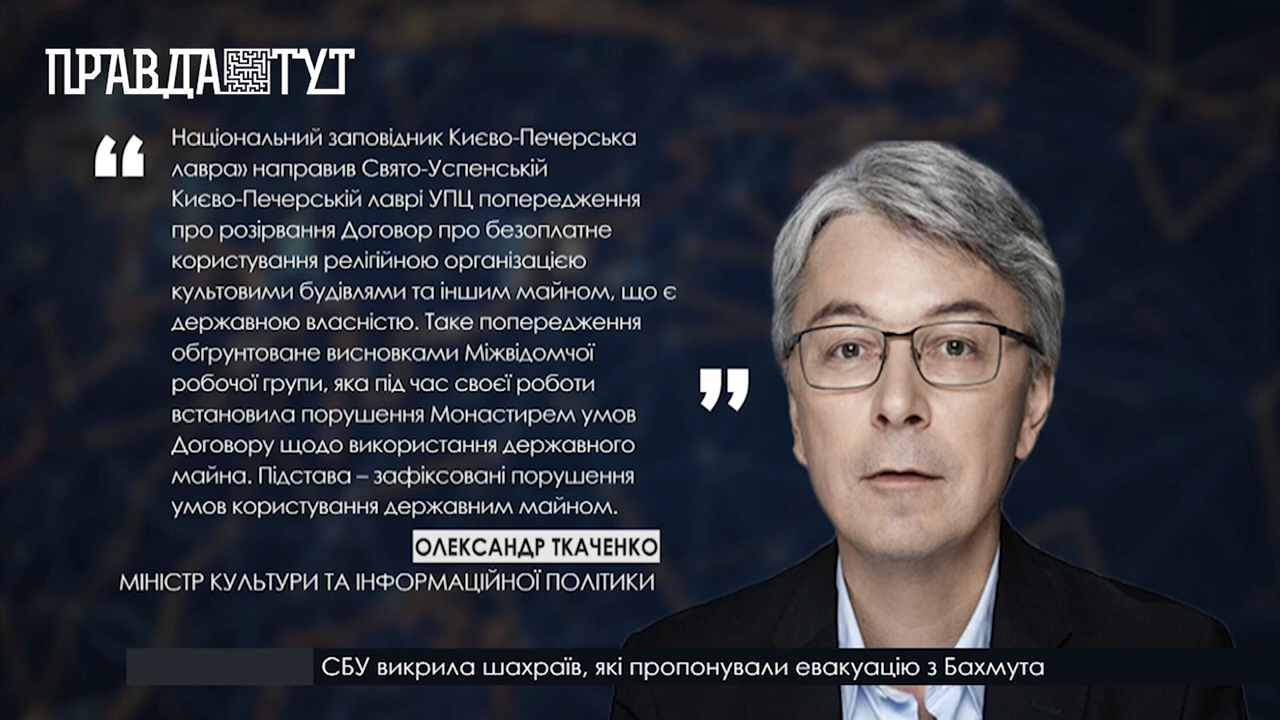 ПРАВДА ТУТ
Національний заповідник Києво-Печерська
лавра» направив Свято-Успенській
Києво-Печерській лаврі УПЦ попередження
про розірвання Договор про безоплатне
користування релігійною організацією
культовими будівлями та іншим майном, що є
державною власністю. Таке попередження
обґрунтоване висновками Міжвідомчої
робочої групи, яка під час своєї роботи
встановила порушення Монастирем умов
Договору щодо використання державного
майна. Підстава – зафіксовані порушення
умов користування державним майном.
ОЛЕКСАНДР ТКАЧЕНКО
МІНІСТР КУЛЬТУРИ ТА ІНФОРМАЦІЙНОЇ ПОЛІТИКИ
СБУ викрила шахраїв, які пропонували евакуацію з Бахмута